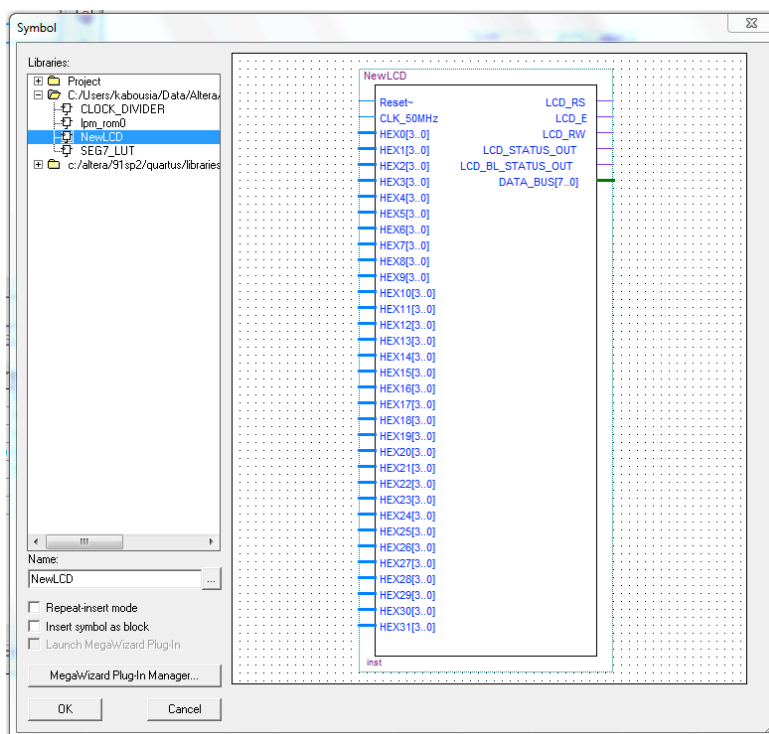 Symbol
Libraries:
Project
C:/Users/kabousia/Data/Altera/
CLOCK_DIVIDER
lpm_rom0
NewLCD
SEG7_LUT
c:/altera/91sp2/quartus/libraries
Name:
NewLCD
...
Repeat-insert mode
Insert symbol as block
Launch MegaWizard Plug-In
MegaWizard Plug-In Manager...
OK
Cancel
NewLCD
Reset~ LCD_RS
CLK_50MHz LCD_E
HEX0[3..0] LCD_RW
HEX1[3..0] LCD_STATUS_OUT
HEX2[3..0] LCD_BL_STATUS_OUT
HEX3[3..0] DATA_BUS[7..0]
HEX4[3..0]
HEX5[3..0]
HEX6[3..0]
HEX7[3..0]
HEX8[3..0]
HEX9[3..0]
HEX10[3..0]
HEX11[3..0]
HEX12[3..0]
HEX13[3..0]
HEX14[3..0]
HEX15[3..0]
HEX16[3..0]
HEX17[3..0]
HEX18[3..0]
HEX19[3..0]
HEX20[3..0]
HEX21[3..0]
HEX22[3..0]
HEX23[3..0]
HEX24[3..0]
HEX25[3..0]
HEX26[3..0]
HEX27[3..0]
HEX28[3..0]
HEX29[3..0]
HEX30[3..0]
HEX31[3..0]
inst